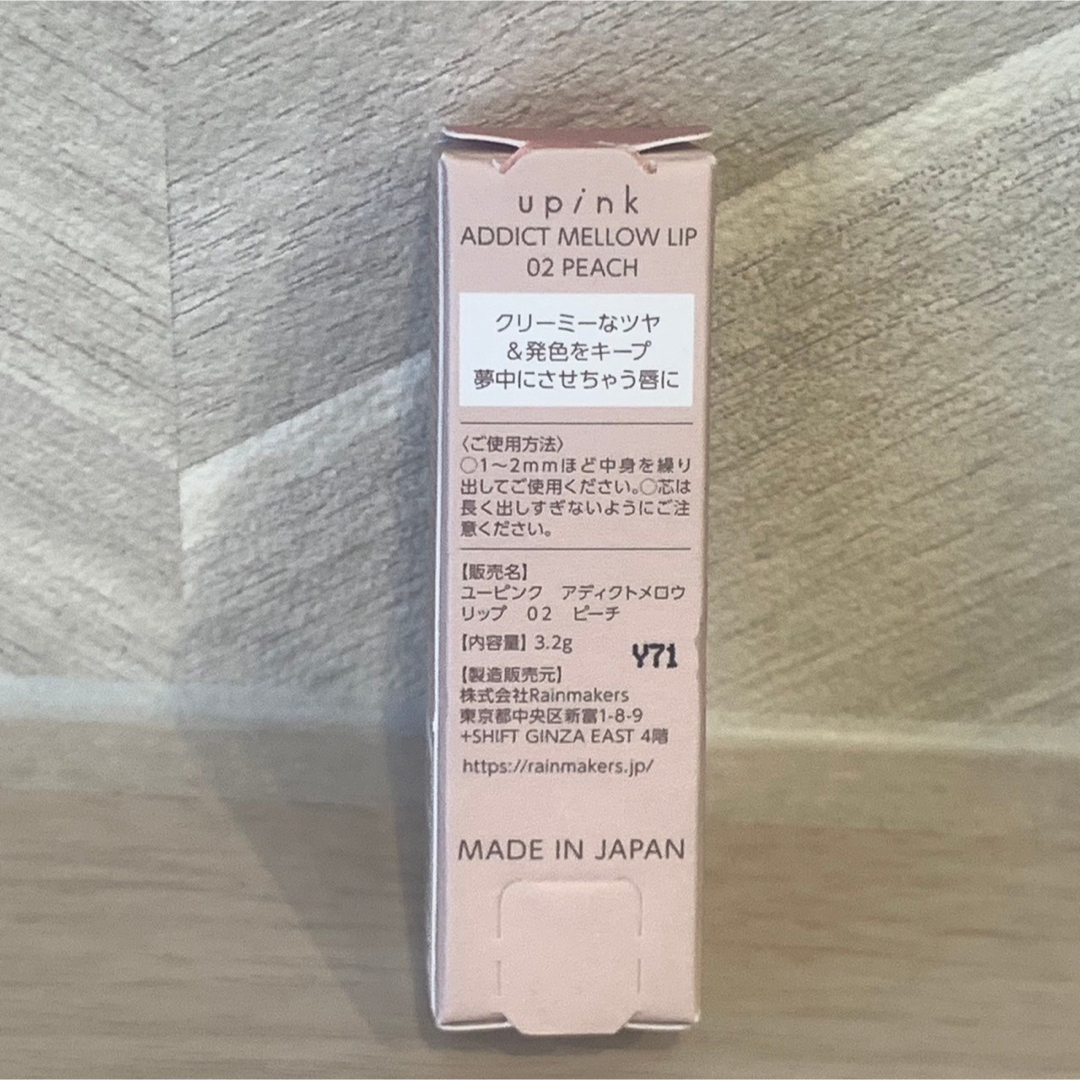 upink
ADDICT MELLOW LIP
02 PEACH
クリーミーなツヤ
＆発色をキープ
夢中にさせちゃう唇に
〈ご使用方法〉
○1〜2mmほど中身を繰り
出してご使用ください。○芯は
長く出しすぎないようにご注
意ください。
【販売名】
ユーピンク　アディクトメロウ
リップ　02　ピーチ
【内容量】3.2g
Y71
【製造販売元】
株式会社Rainmakers
東京都中央区新富1-8-9
+SHIFT GINZA EAST 4階
https://rainmakers.jp/
MADE IN JAPAN